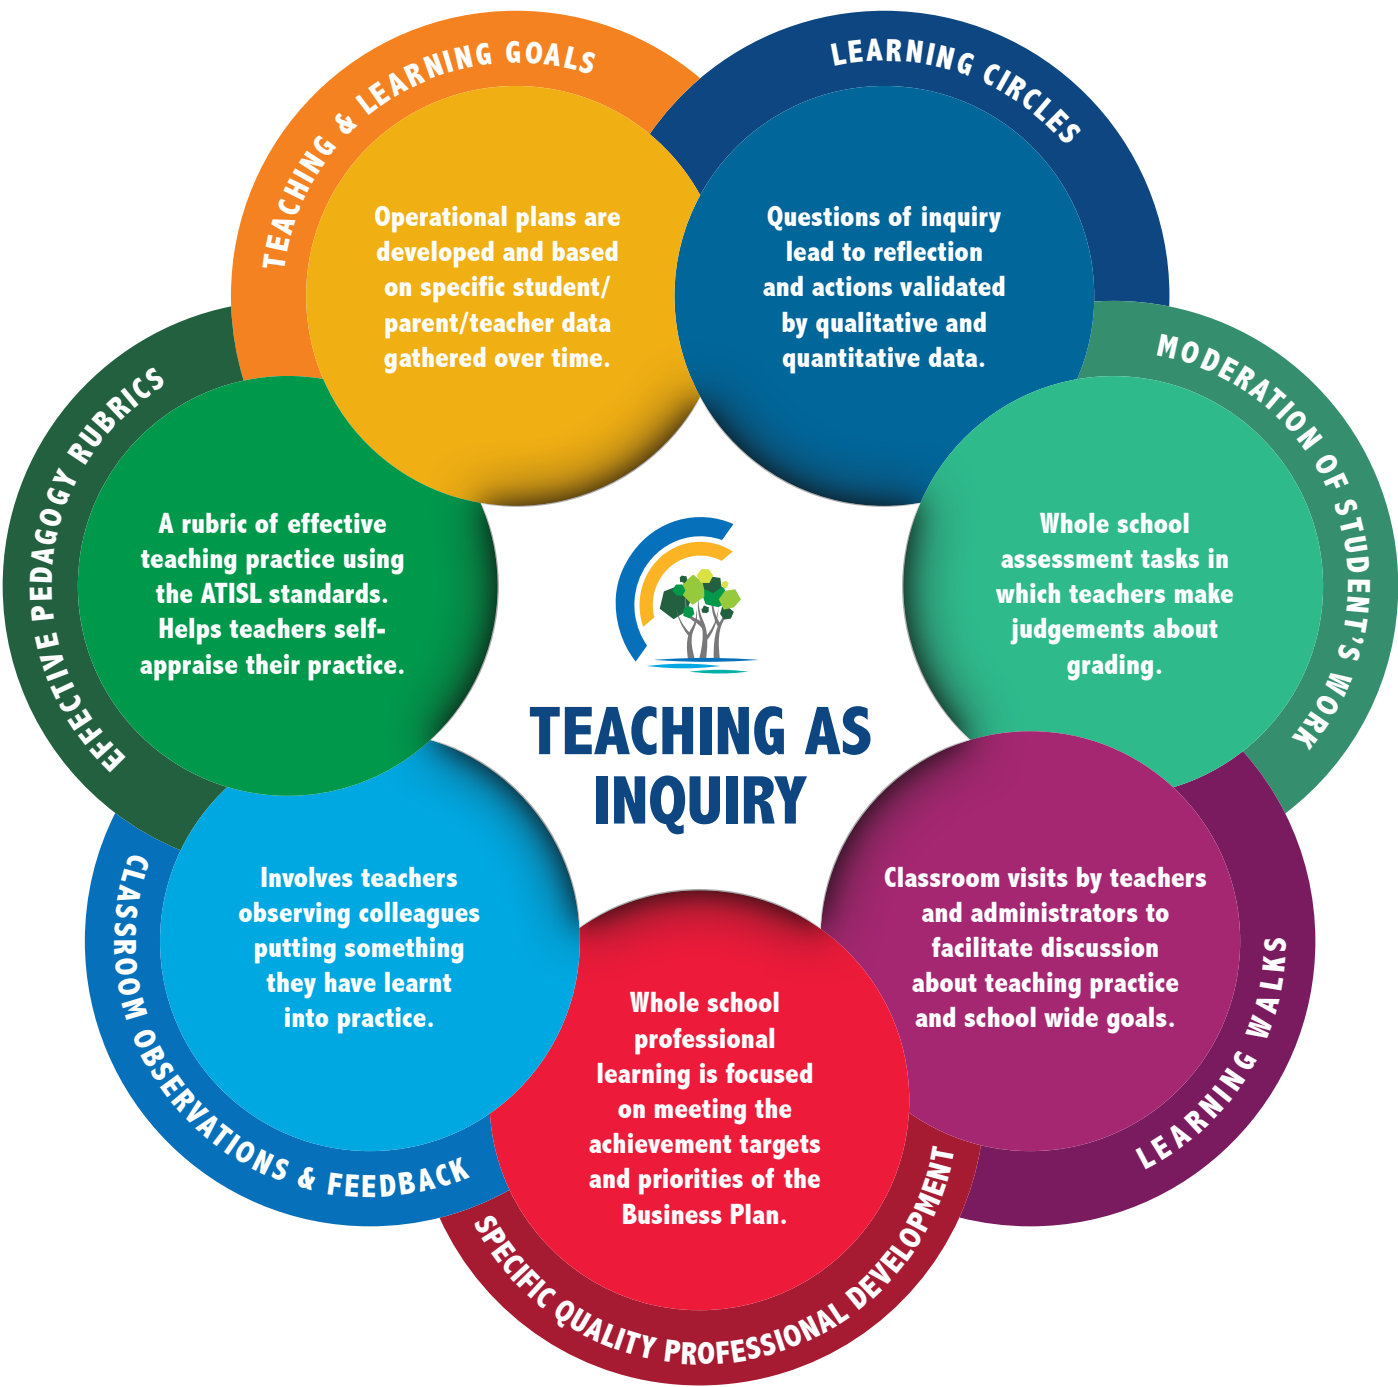 TEACHING & LEARNING GOALS
Operational plans are
developed and based
on specific student/
parent/teacher data
gathered over time.
LEARNING CIRCLES
Questions of inquiry
lead to reflection
and actions validated
by qualitative and
quantitative data.
MODERATION OF STUDENT'S WORK
Whole school
assessment tasks in
which teachers make
judgements about
grading.
LEARNING WALKS
Classroom visits by teachers
and administrators to
facilitate discussion
about teaching practice
and school wide goals.
SPECIFIC QUALITY PROFESSIONAL DEVELOPMENT
Whole school
professional
learning is focused
on meeting the
achievement targets
and priorities of the
Business Plan.
CLASSROOM OBSERVATIONS & FEEDBACK
Involves teachers
observing colleagues
putting something
they have learnt
into practice.
EFFECTIVE PEDAGOGY RUBRICS
A rubric of effective
teaching practice using
the ATISL standards.
Helps teachers self-
appraise their practice.
TEACHING AS
INQUIRY